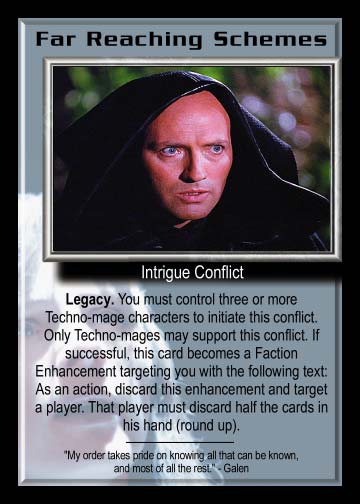 Far Reaching Schemes
Intrigue Conflict
Legacy. You must control three or more
Techno-mage characters to initiate this conflict.
Only Techno-mages may support this conflict. If
successful, this card becomes a Faction
Enhancement targeting you with the following text:
As an action, discard this enhancement and target
a player. That player must discard half the cards in
his hand (round up).
"My order takes pride on knowing all that can be known,
and most of all the rest." - Galen